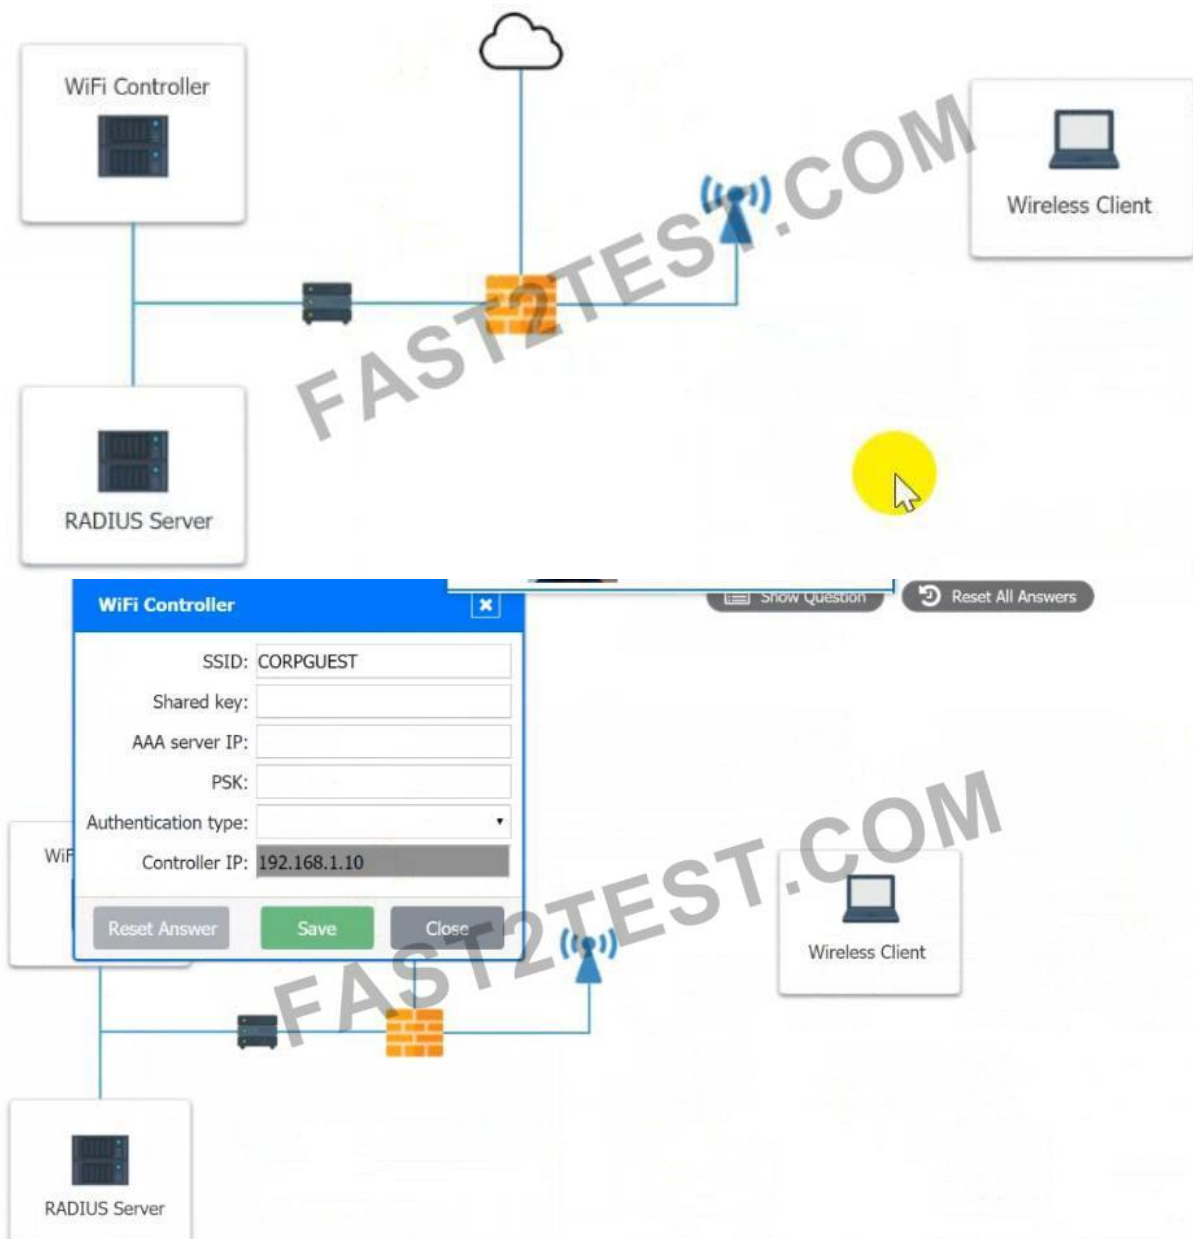 WiFi Controller
Wireless Client
FAST2TEST.COM
RADIUS Server
WiFi Controller
Show Question
Reset All Answers
SSID: CORPGUEST
Shared key:
AAA server IP:
PSK:
Authentication type:
WiF
Controller IP: 192.168.1.10
Reset Answer Save Close
Wireless Client
FAST2TEST.COM
RADIUS Server